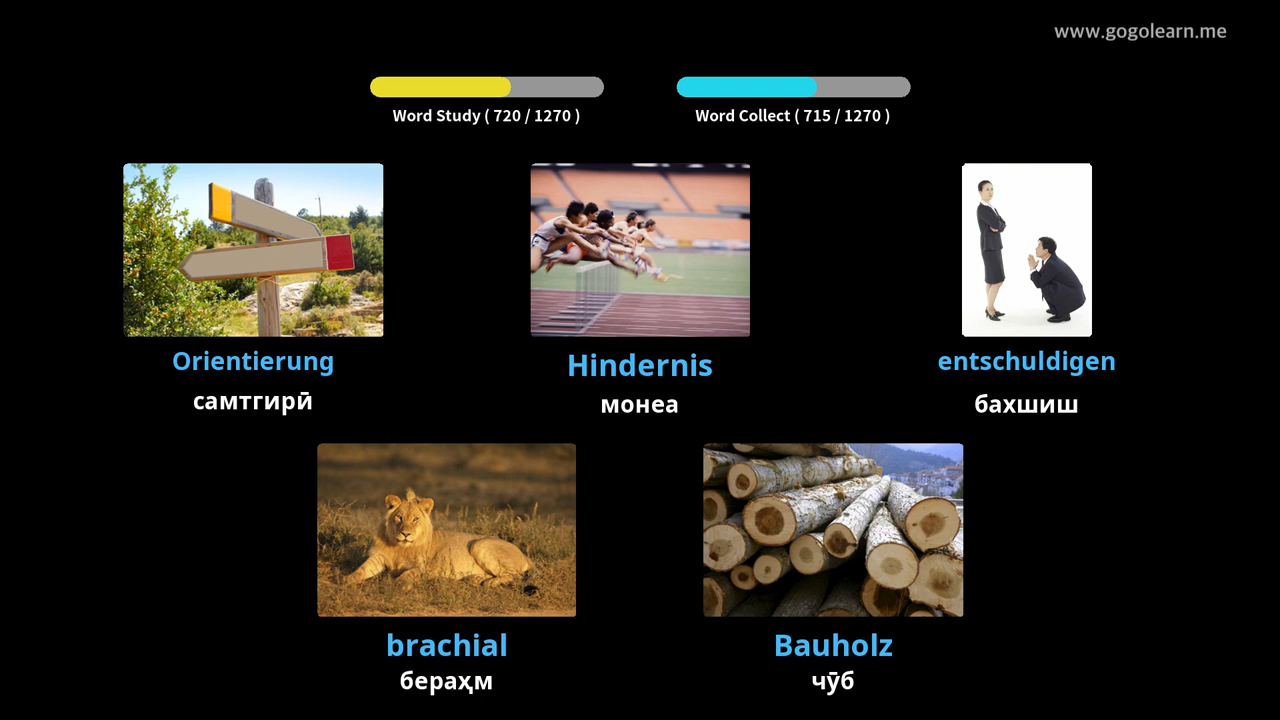 www.gogolearn.me
Word Study ( 720 / 1270 )
Word Collect ( 715 / 1270 )
Orientierung
самтгирӣ
Hindernis
монеа
entschuldigen
бахшиш
brachial
бераҳм
Bauholz
чӯб